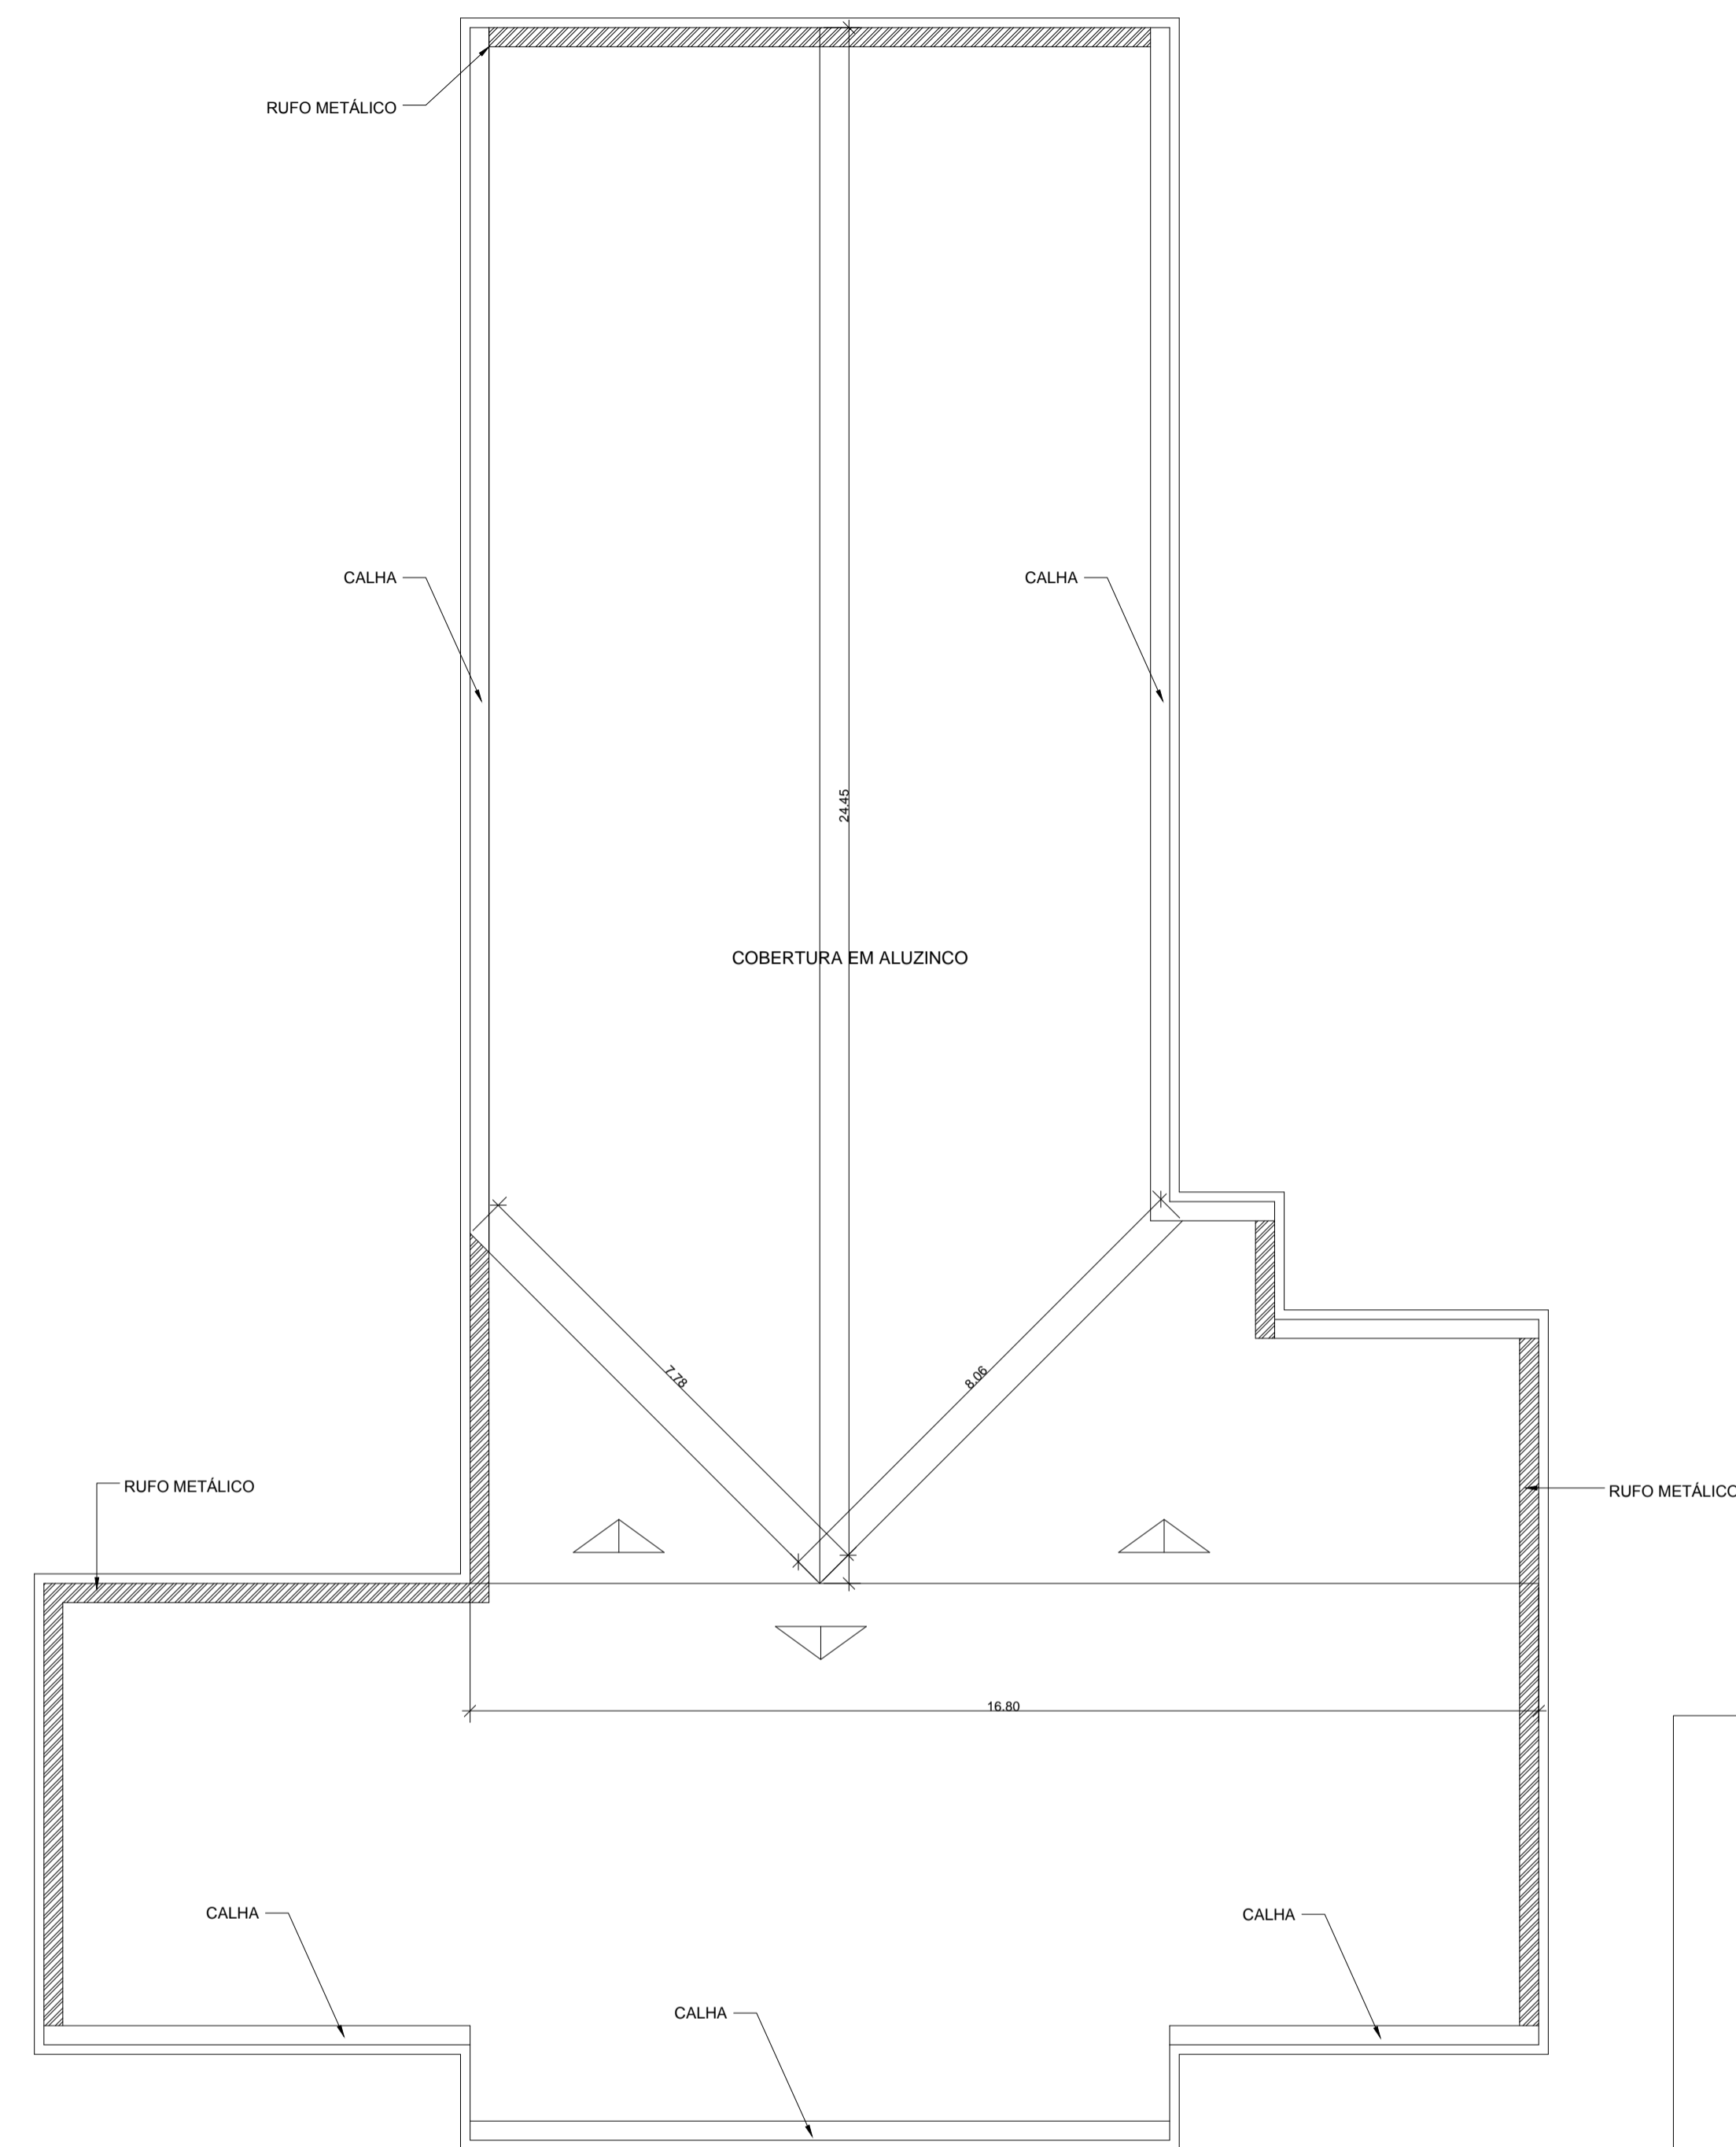 RUFO METÁLICO
CALHA
CALHA
24.45
COBERTURA EM ALUZINCO
7.78
8.06
RUFO METÁLICO
RUFO METÁLICO
16.80
CALHA
CALHA
CALHA